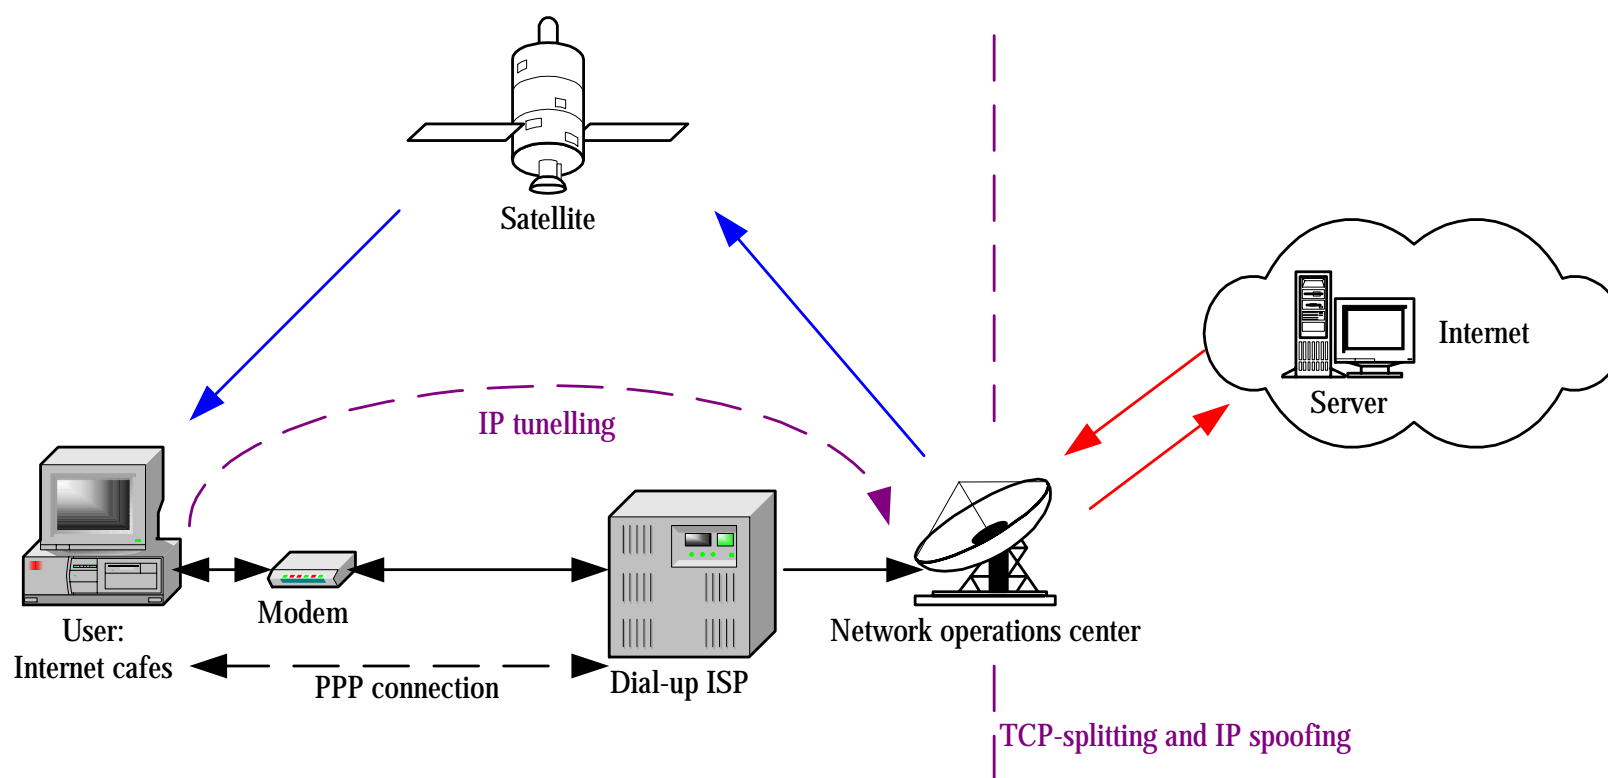 Satellite
Internet
Server
IP tunelling
Modem
User:
Internet cafes
Network operations center
PPP connection
Dial-up ISP
TCP-splitting and IP spoofing